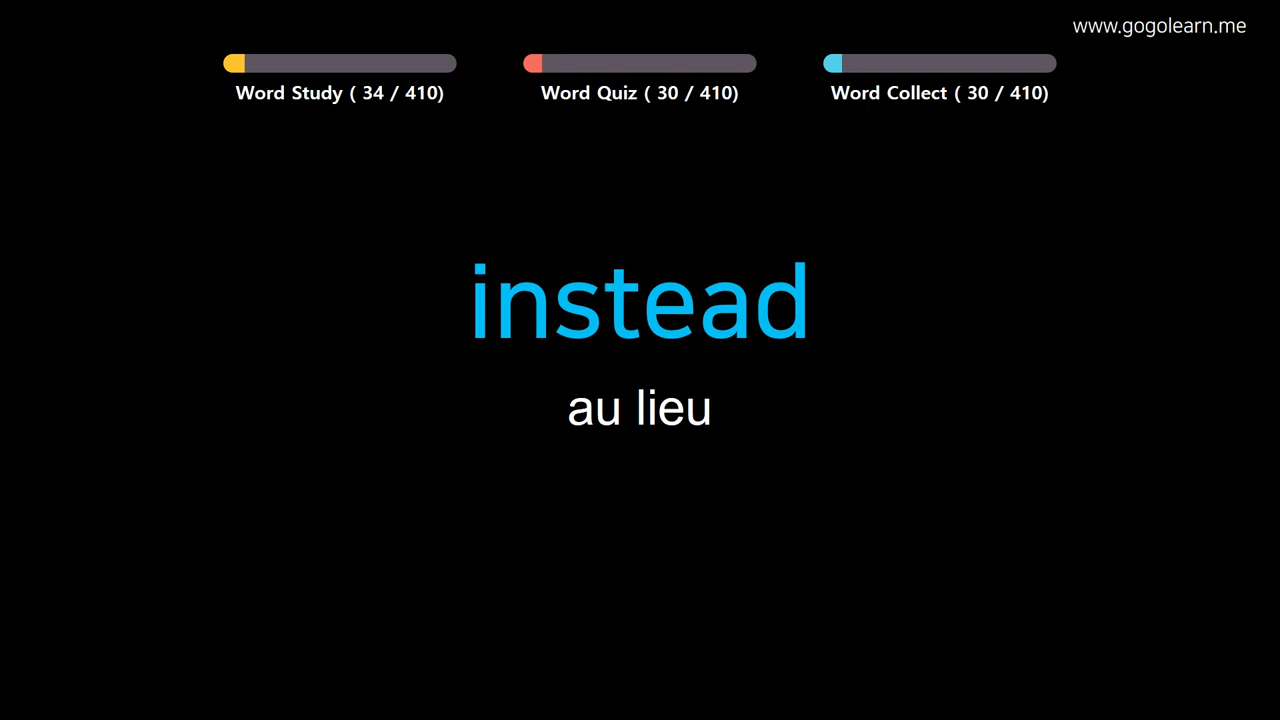 www.gogolearn.me
Word Study ( 34 / 410)
Word Quiz ( 30 / 410)
Word Collect ( 30 / 410)
instead
au lieu